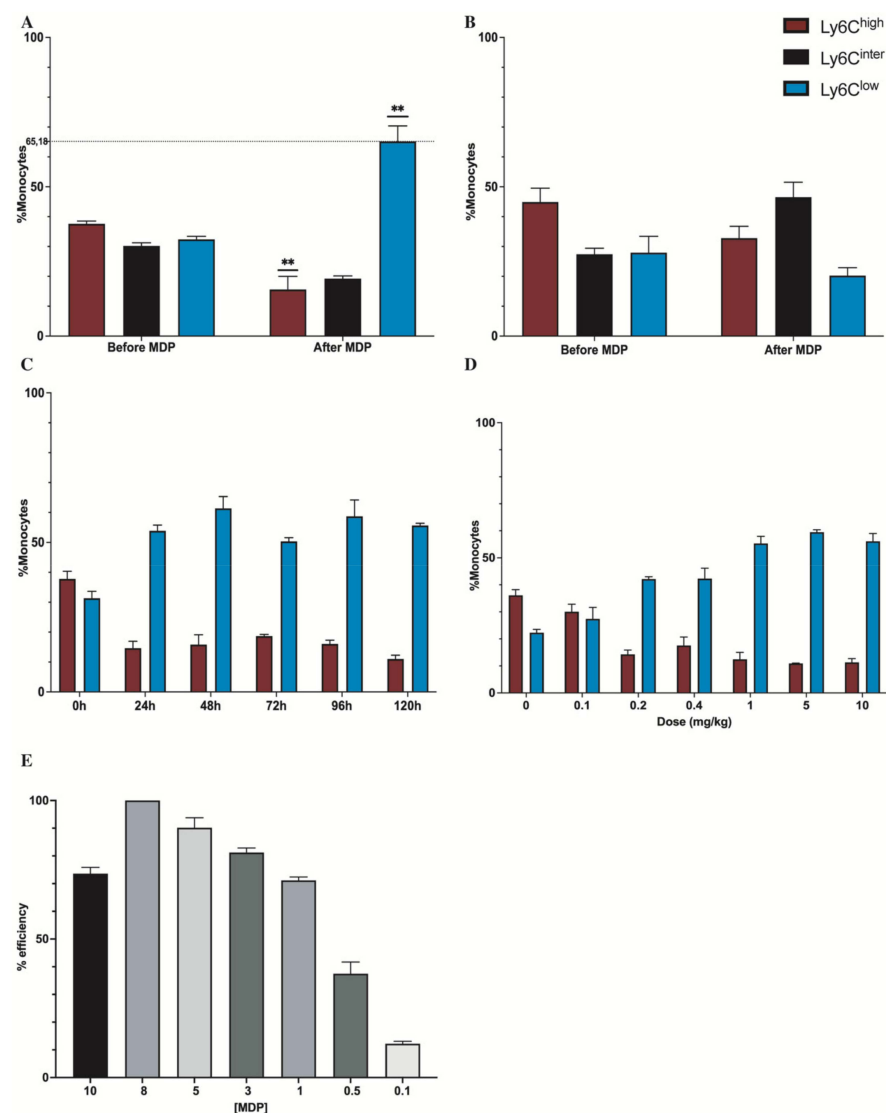 A
B
Ly6Chigh
Ly6Cinter
Ly6Clow
100
**
65,18
50
**
0
%Monocytes
Before MDP
After MDP
100
50
0
%Monocytes
Before MDP
After MDP
C
D
100
50
0
%Monocytes
0h 24h 48h 72h 96h 120h
100
50
0
%Monocytes
0 0.1 0.2 0.4 1 5 10
Dose (mg/kg)
E
100
50
0
% efficiency
10 8 5 3 1 0.5 0.1
[MDP]